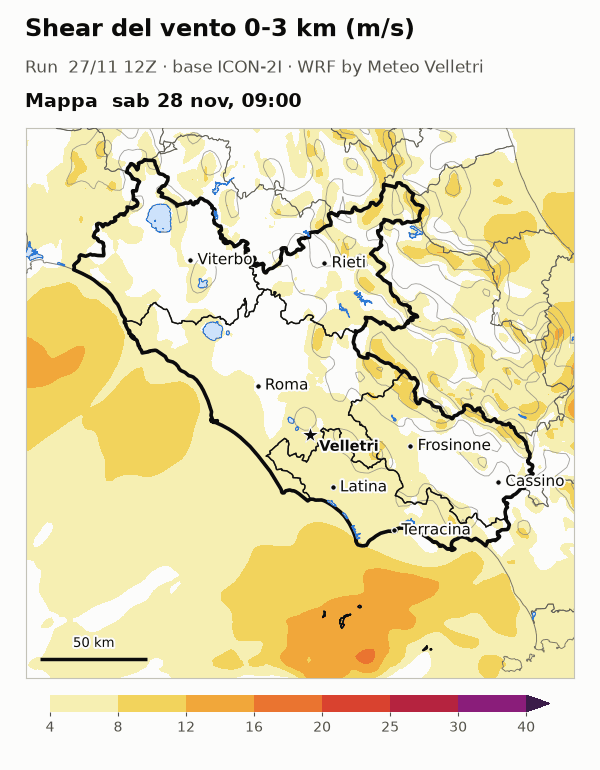 Shear del vento 0-3 km (m/s)
Run  27/11 12Z · base ICON-2I · WRF by Meteo Velletri
Mappa  sab 28 nov, 09:00
Viterbo
Rieti
Roma
Velletri
Frosinone
Cassino
Latina
Terracina
50 km
4 8 12 16 20 25 30 40